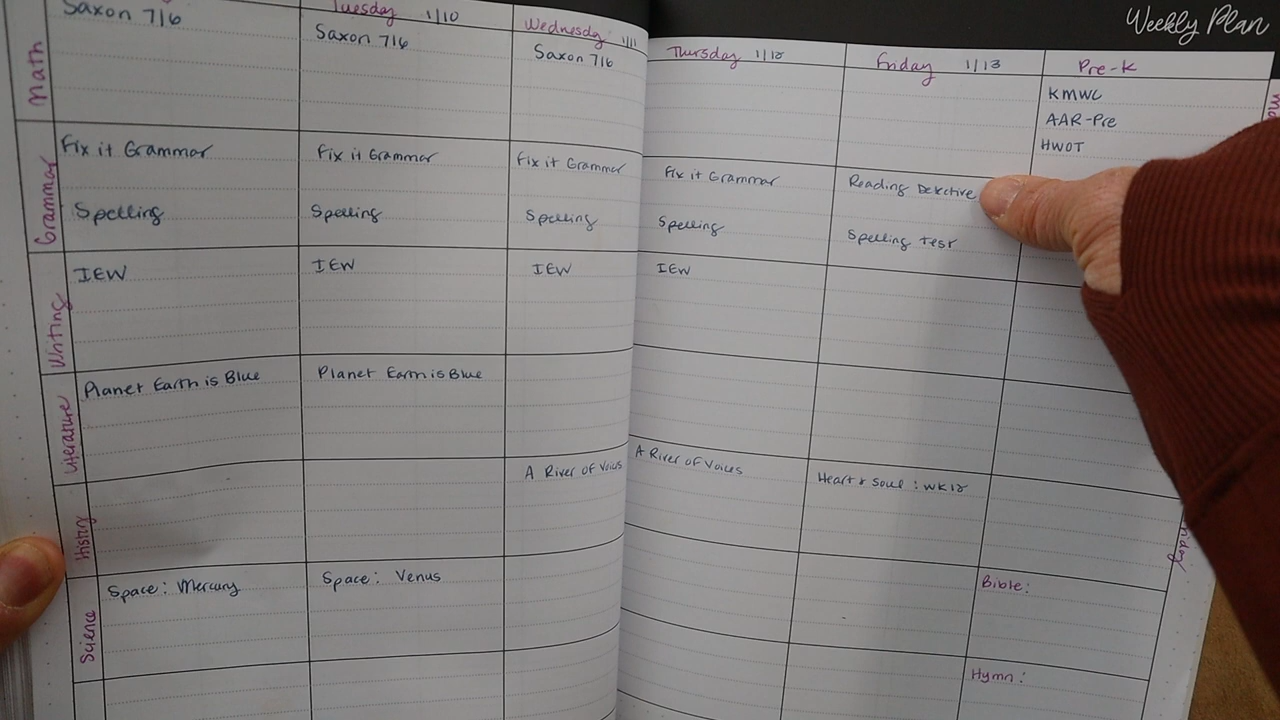 Weekly Plan
Tuesday 1/10
Wednesday 1/11
Thursday 1/12
Friday 1/13
Pre-K
Math
Saxon 7/6
Saxon 7/6
Saxon 7/6
KMWC
AAR-Pre
HWOT
Grammar
Fix it Grammar
Fix it Grammar
Fix it Grammar
Fix it Grammar
Reading Detective
Spelling
Spelling
Spelling
Spelling
Spelling Test
Writing
IEW
IEW
IEW
IEW
Literature
Planet Earth is Blue
Planet Earth is Blue
History
A River of Voices
A River of Voices
Heart & Soul : WK12
Science
Space: Mercury
Space: Venus
Bible:
Hymn: